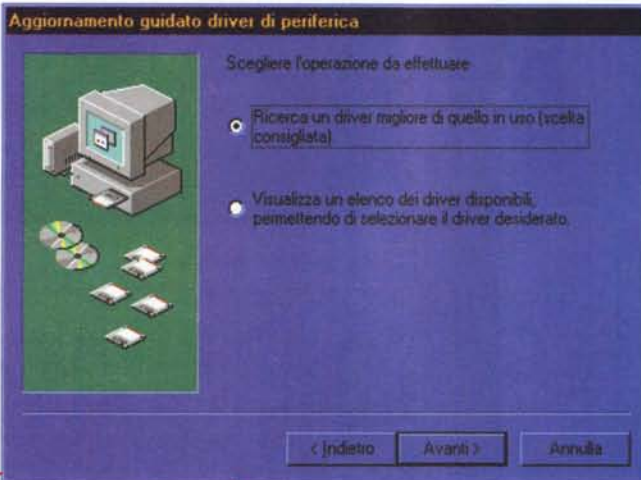 Aggiornamento guidato driver di periferica
Scegliere l'operazione da effettuare
Ricerca un driver migliore di quello in uso (scelta
consigliata)
Visualizza un elenco dei driver disponibili,
permettendo di selezionare il driver desiderato.
< Indietro
Avanti >
Annulla